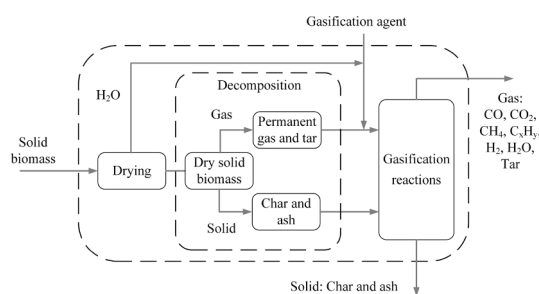 Gasification agent
Decomposition
H₂O
Gas
Permanent
gas and tar
Gas:
CO, CO₂,
CH₄, CₓHᵧ,
H₂, H₂O,
Tar
Solid
biomass
Drying
Dry solid
biomass
Gasification
reactions
Char and
ash
Solid
Solid: Char and ash